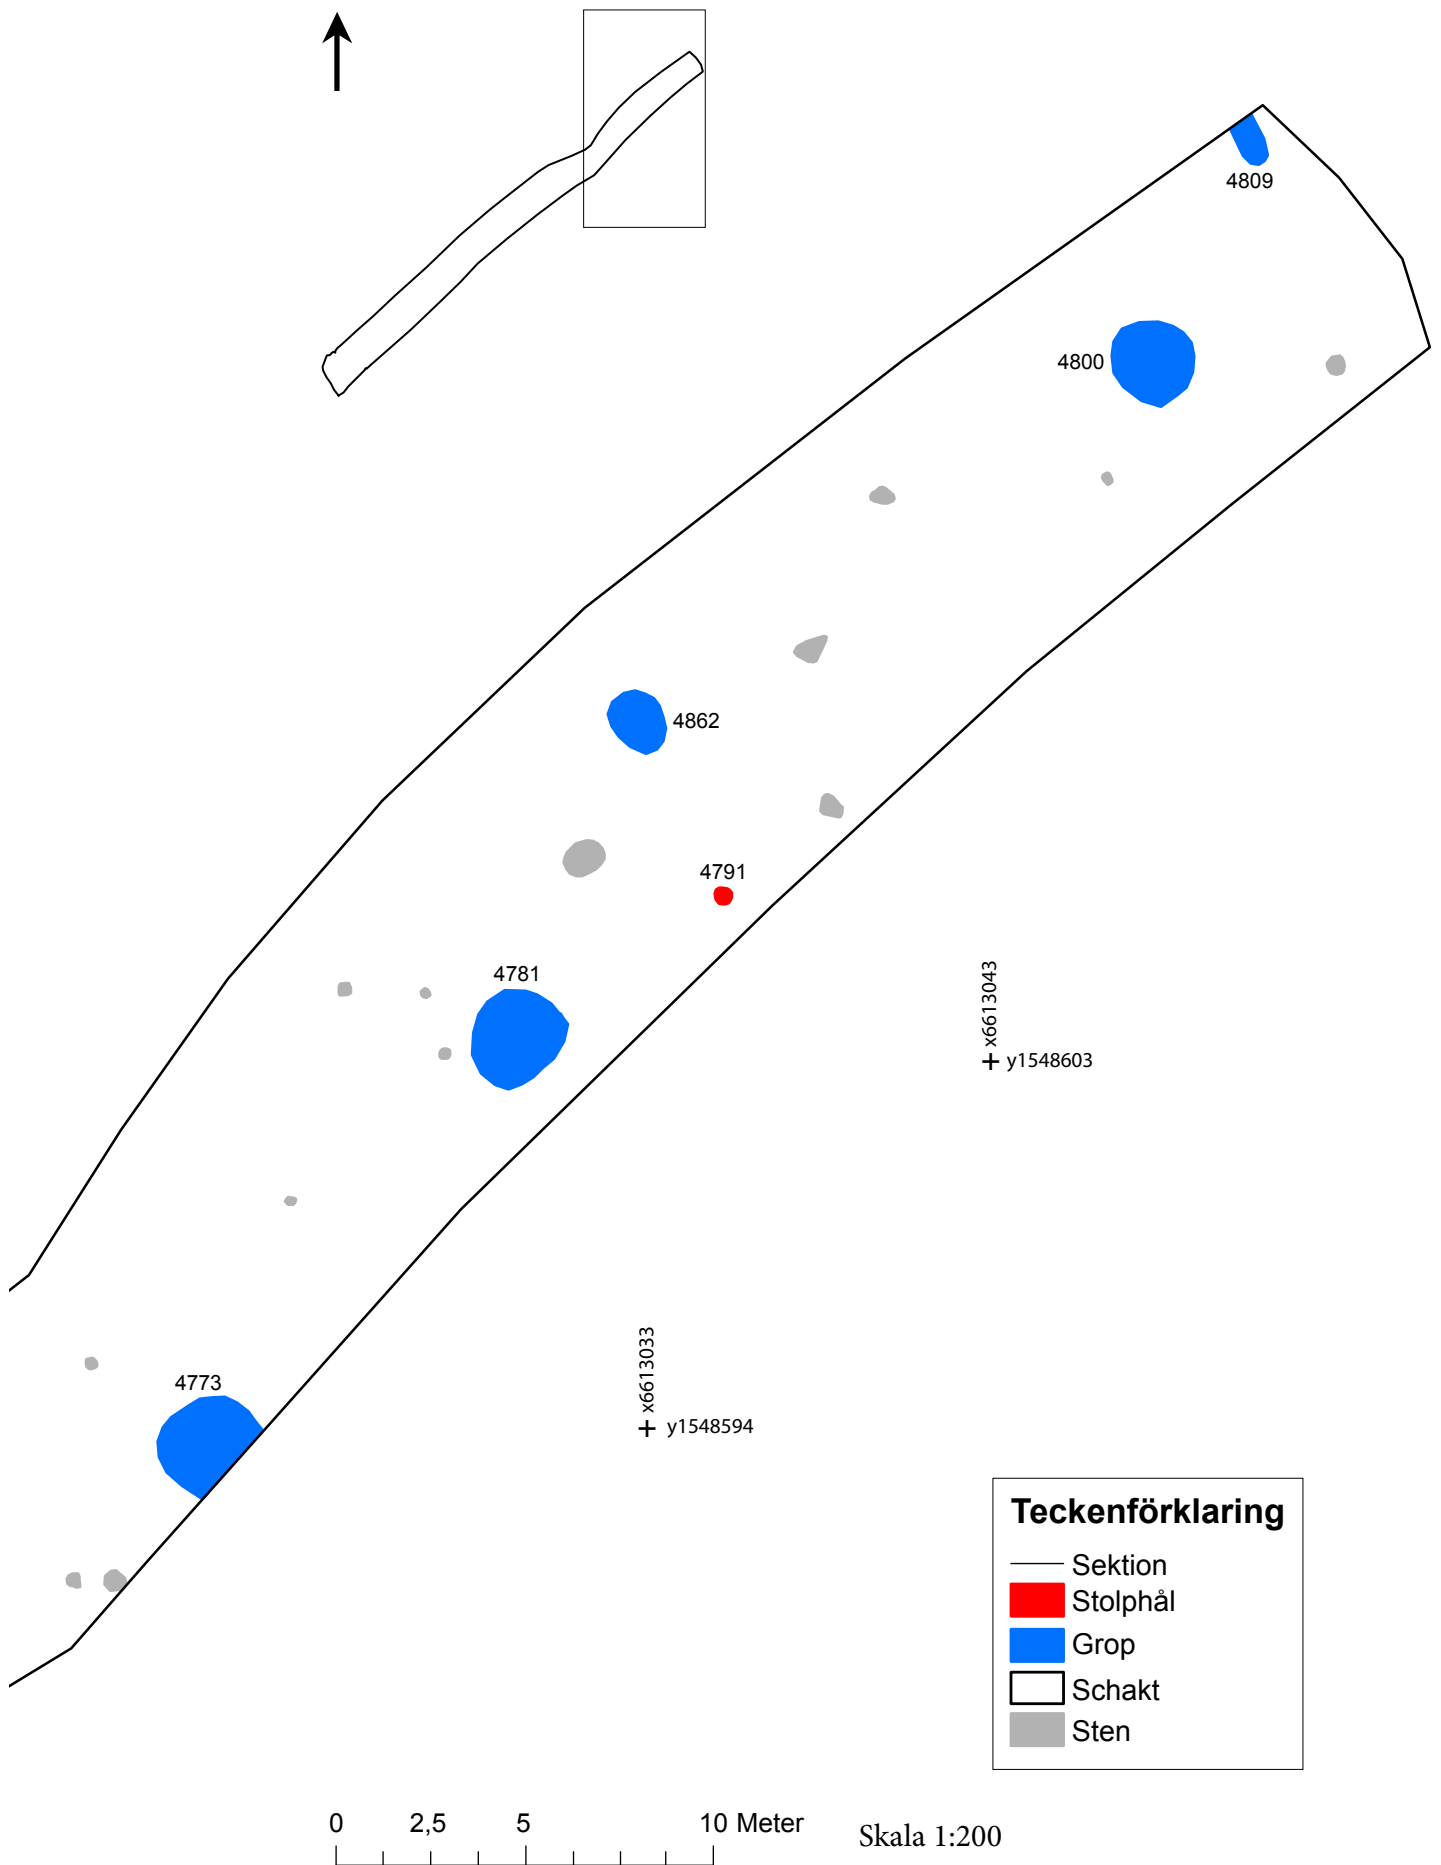 4809
4800
4862
4791
4781
x6613043
y1548603
4773
x6613033
y1548594
Teckenförklaring
Sektion
Stolphål
Grop
Schakt
Sten
0 2,5 5 10 Meter
Skala 1:200